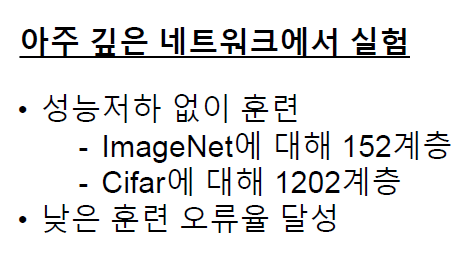 아주 깊은 네트워크에서 실험
• 성능저하 없이 훈련
- ImageNet에 대해 152계층
- Cifar에 대해 1202계층
• 낮은 훈련 오류율 달성